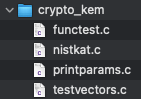 crypto_kem
functest.c
nistkat.c
printparams.c
testvectors.c